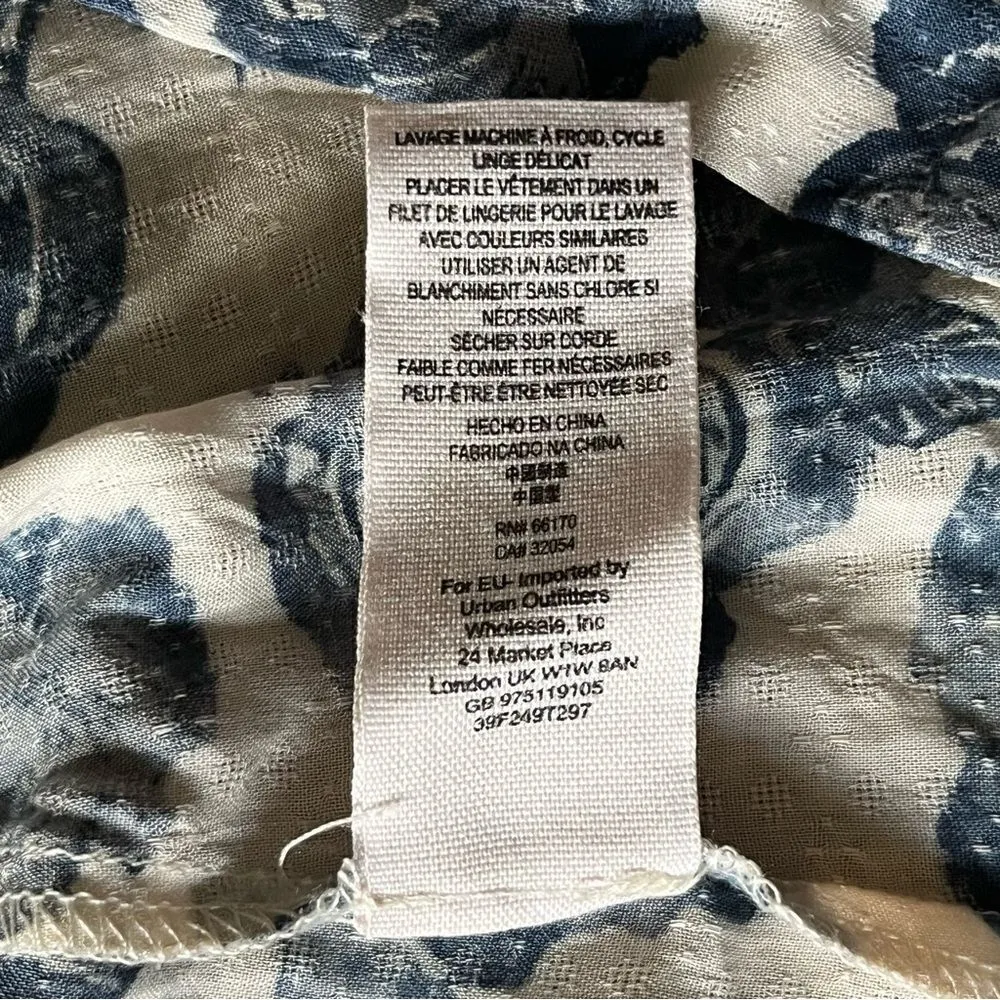 LAVAGE MACHINE À FROID, CYCLE
LINGE DÉLICAT
PLACER LE VÊTEMENT DANS UN
FILET DE LINGERIE POUR LE LAVAGE
AVEC COULEURS SIMILAIRES
UTILISER UN AGENT DE
BLANCHIMENT SANS CHLORE SI
NÉCESSAIRE
SÉCHER SUR CORDE
FAIBLE COMME FER NÉCESSAIRES
PEUT-ÊTRE ÊTRE NETTOYÉE SEC
HECHO EN CHINA
FABRICADO NA CHINA
中國製造
中国製
RN# 66170
CA# 32054
For EU- Imported by
Urban Outfitters
Wholesale, Inc
24 Market Place
London UK W1W 8AN
GB 975119105
39F249T297